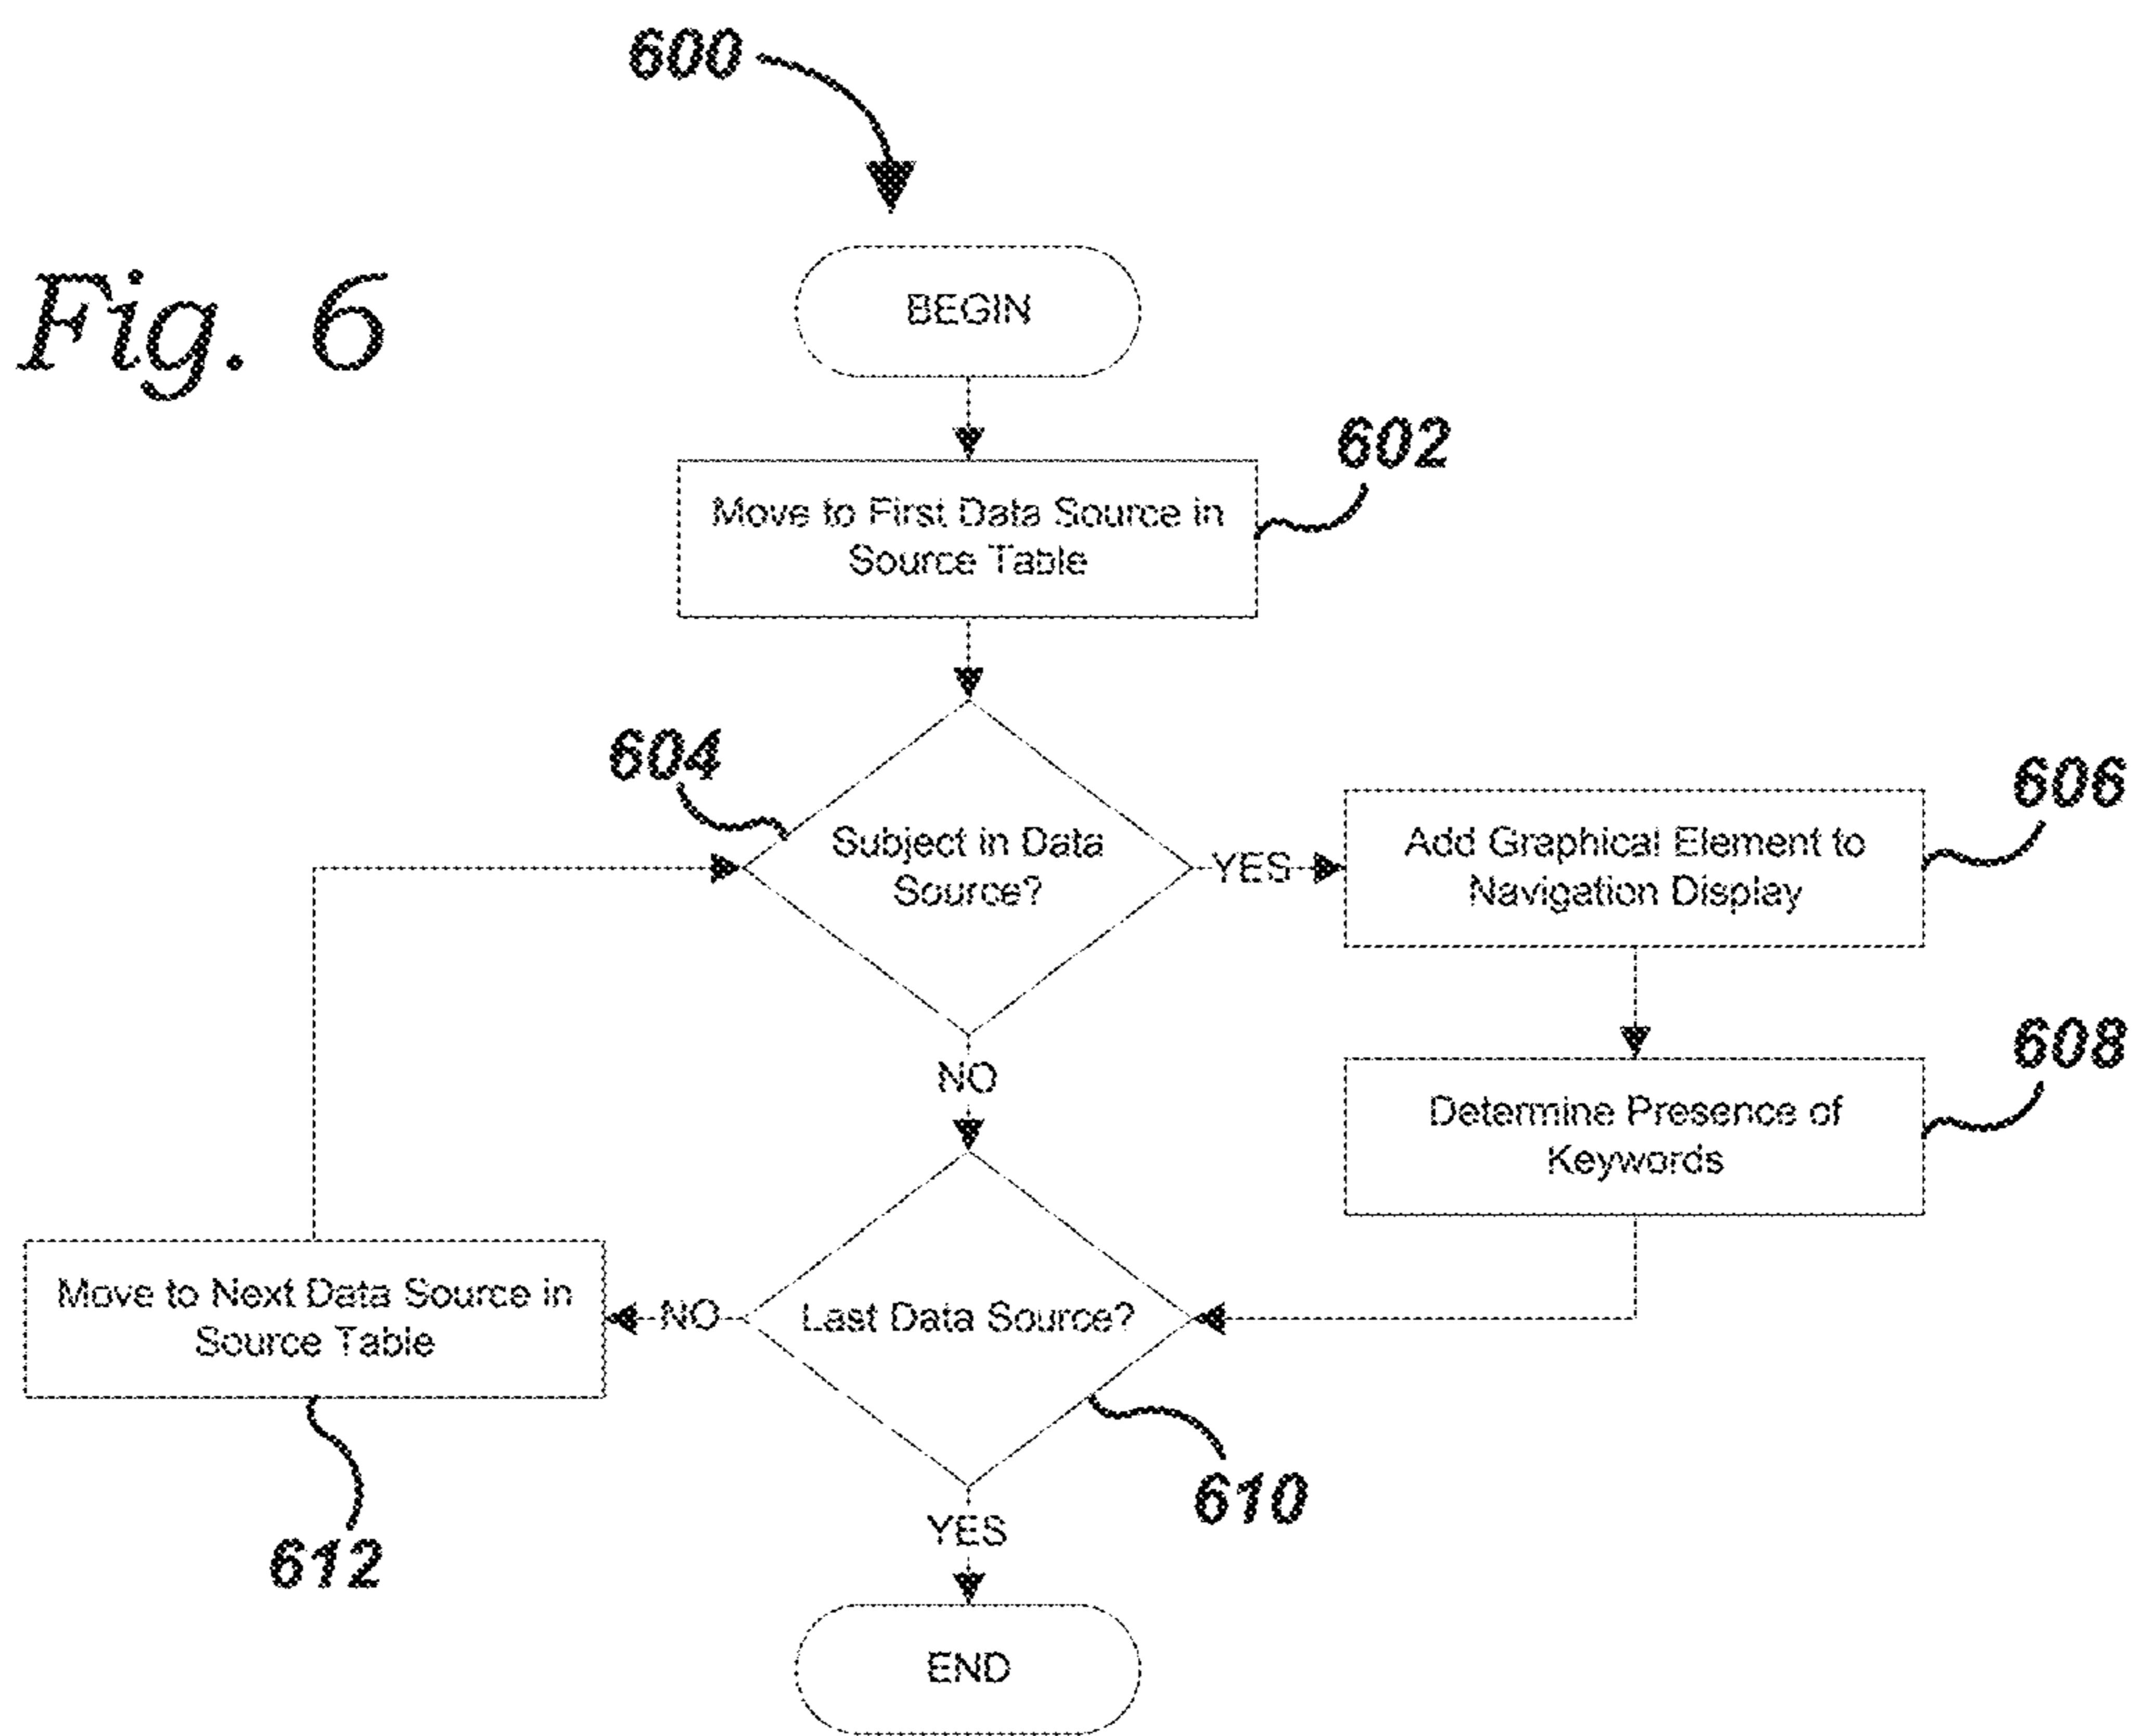 600
Fig. 6
BEGIN
602
Move to First Data Source in
Source Table
604
Subject in Data
Source?
YES
606
Add Graphical Element to
Navigation Display
NO
608
Determine Presence of
Keywords
Move to Next Data Source in
Source Table
NO
Last Data Source?
610
YES
612
END